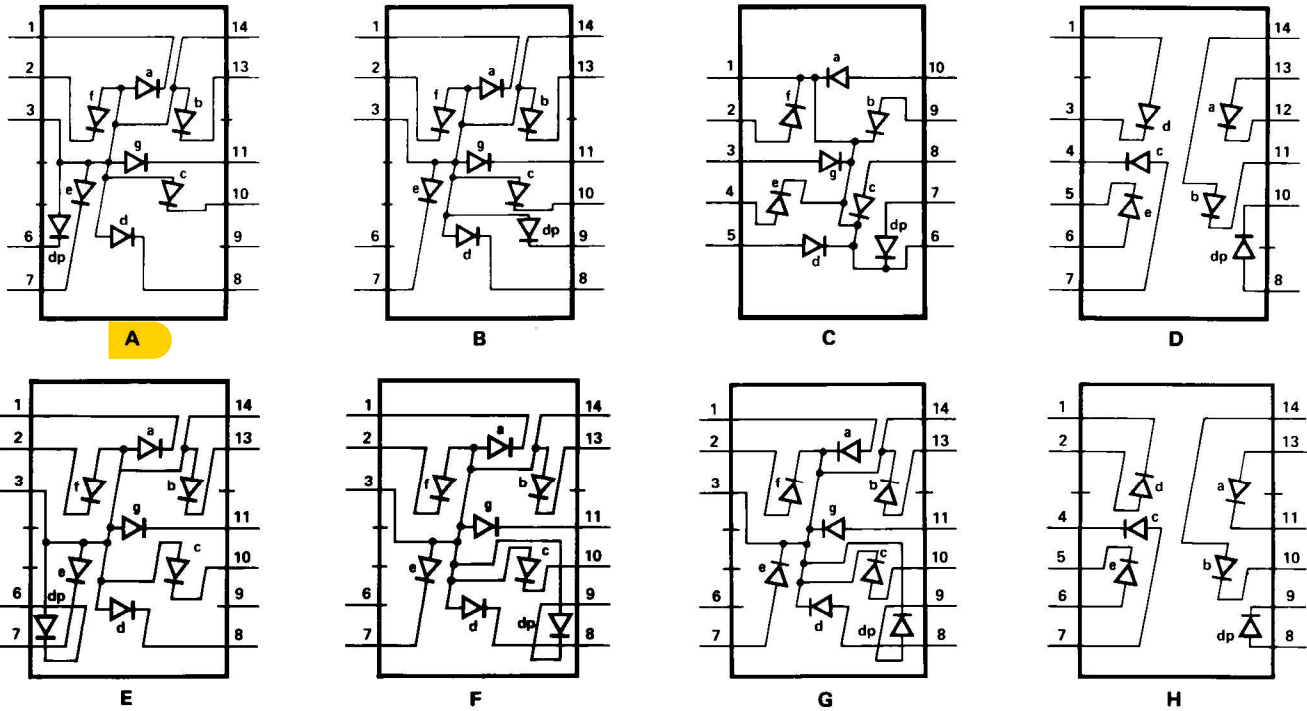 1 14
2 a 13
f b
3
g 11
e c
10
d
6 9
dp
7 8
A
1 14
2 a 13
f b
3
g 11
e c
10
dp
6 d 9
7 8
B
a
1 10
f b
2 9
3 8
g
e c
4 7
dp
5 6
d
C
1 14
13
a
3 d 12
4 c 11
5 b 10
e
6 dp
7 8
D
1 14
a
2 13
f b
3
g 11
c 10
e
dp 9
6 d
7 8
E
1 14
a
2 13
f b
3
g 11
c 10
e
6 9
d dp
7 8
F
1 14
a
2 13
f b
3
g 11
c 10
e
6 9
d dp
7 8
G
1 14
2 13
d a
4 c 11
5 e b 10
6 9
dp
7 8
H